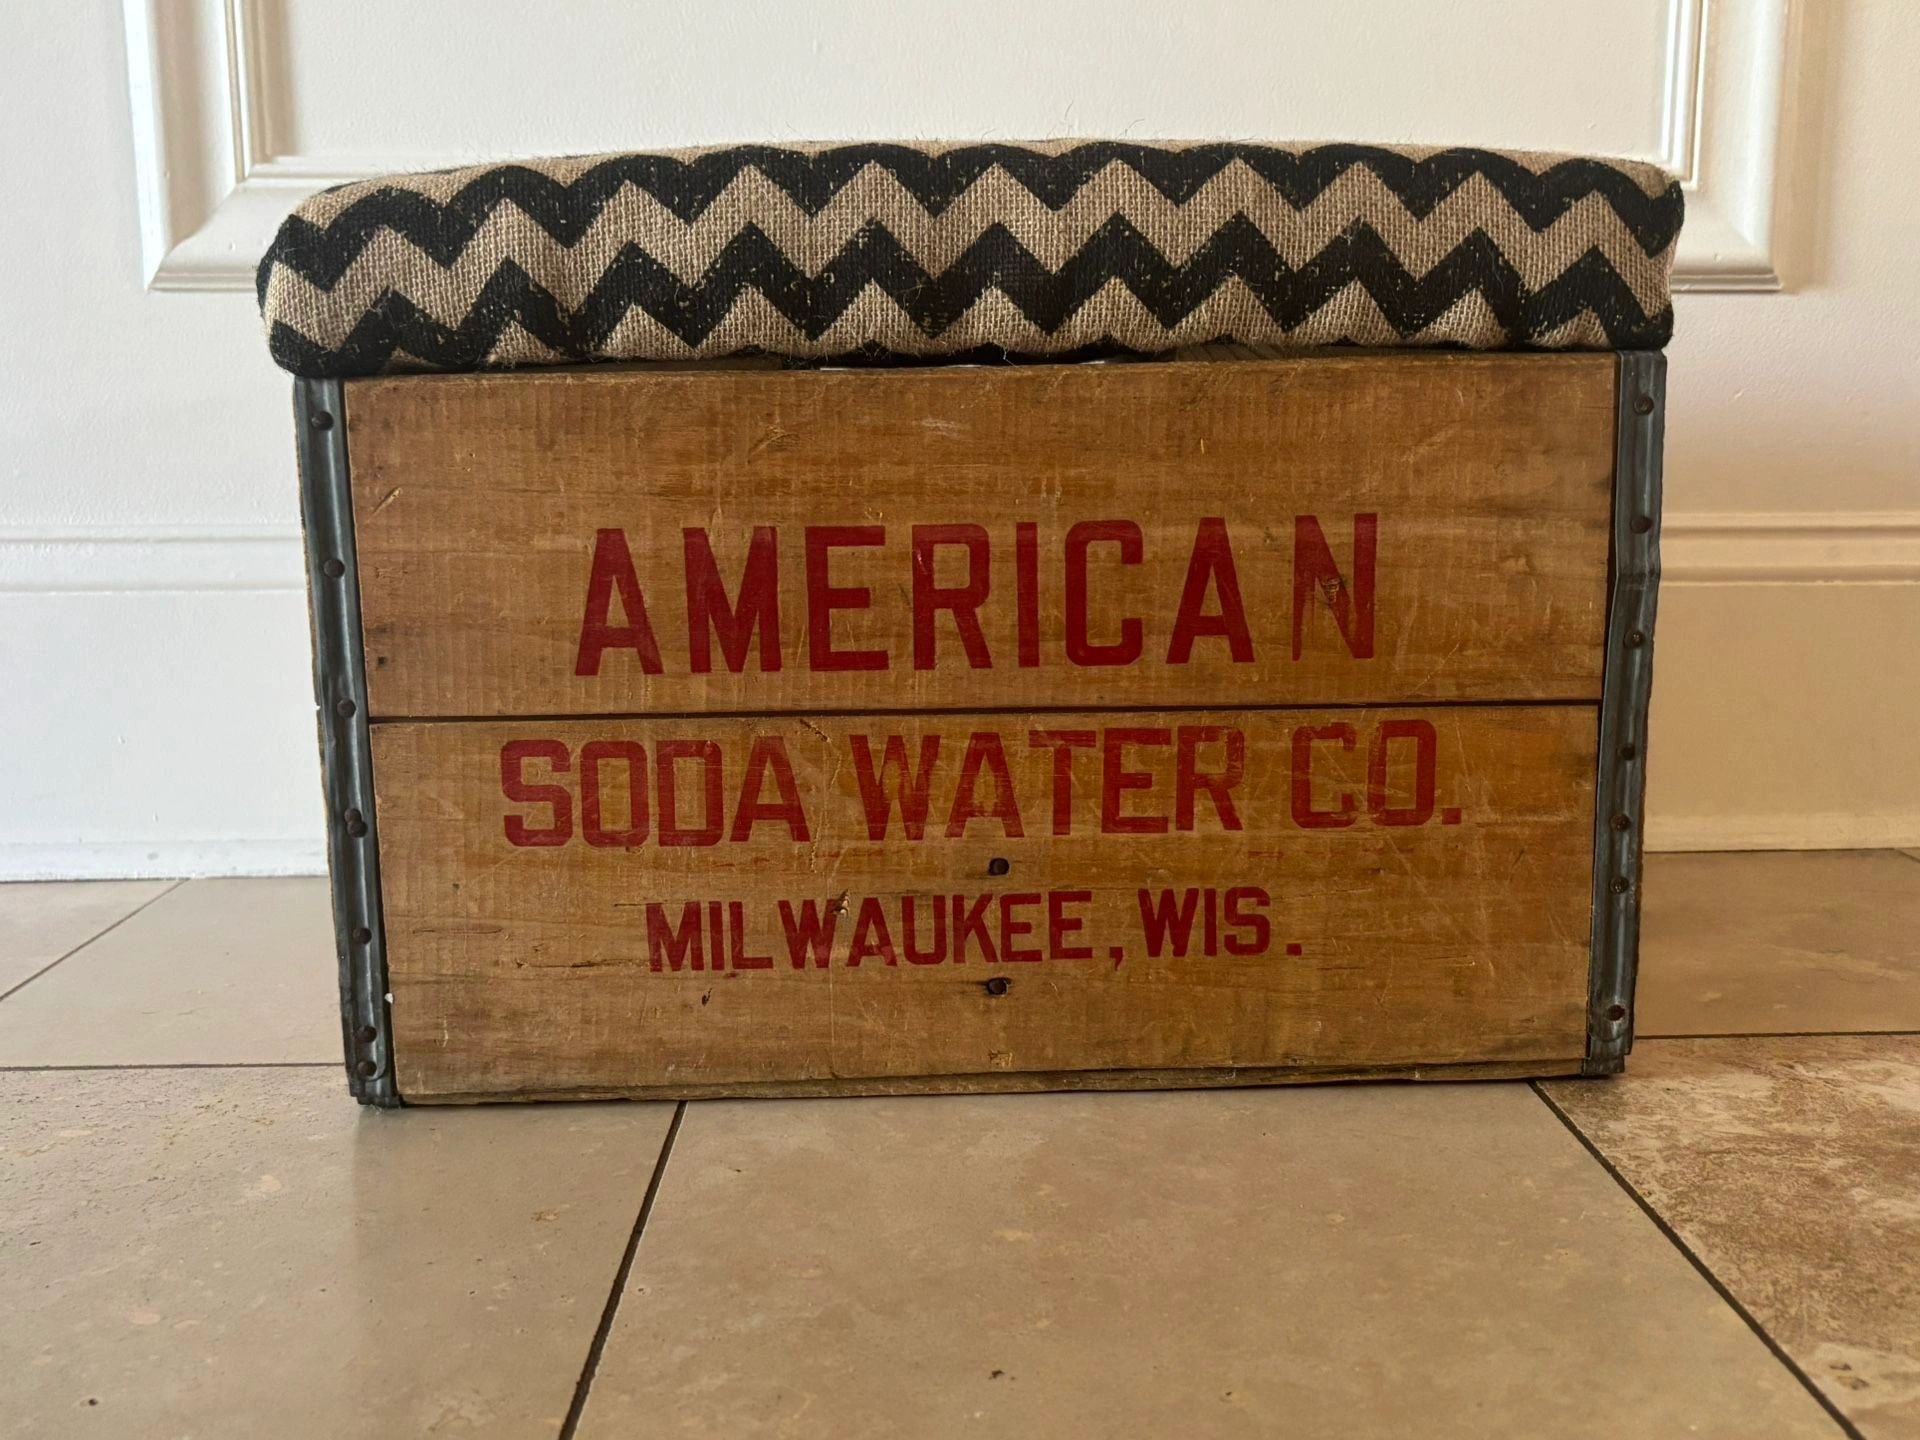 AMERICAN
SODA WATER CO.
MILWAUKEE, WIS.